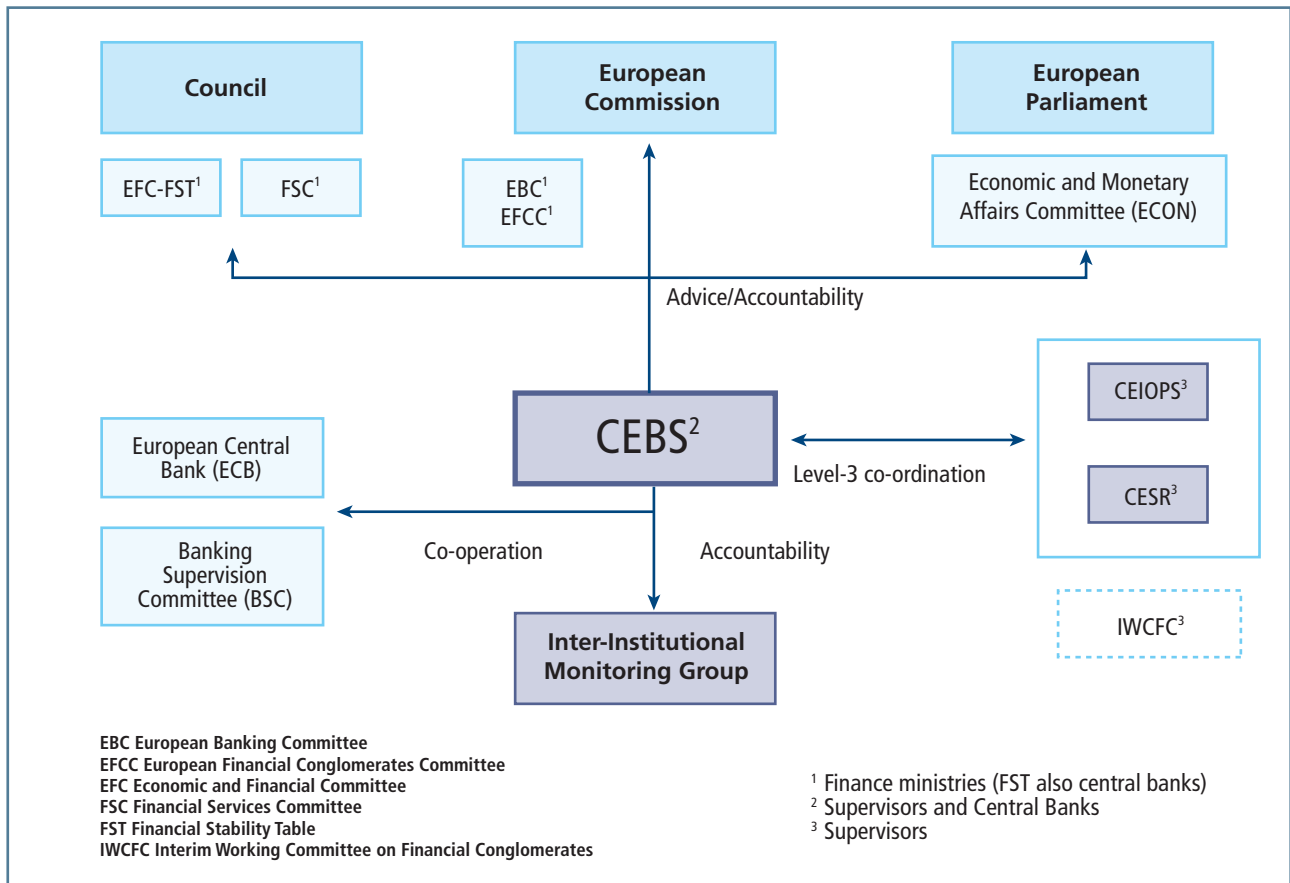 Council
European
Commission
European
Parliament
EFC-FST¹
FSC¹
EBC¹
EFCC¹
Economic and Monetary
Affairs Committee (ECON)
Advice/Accountability
CEBS²
European Central
Bank (ECB)
Banking
Supervision
Committee (BSC)
Level-3 co-ordination
CEIOPS³
CESR³
IWCFC³
Co-operation
Accountability
Inter-Institutional
Monitoring Group
EBC European Banking Committee
EFCC European Financial Conglomerates Committee
EFC Economic and Financial Committee
FSC Financial Services Committee
FST Financial Stability Table
IWCFC Interim Working Committee on Financial Conglomerates
¹ Finance ministries (FST also central banks)
² Supervisors and Central Banks
³ Supervisors